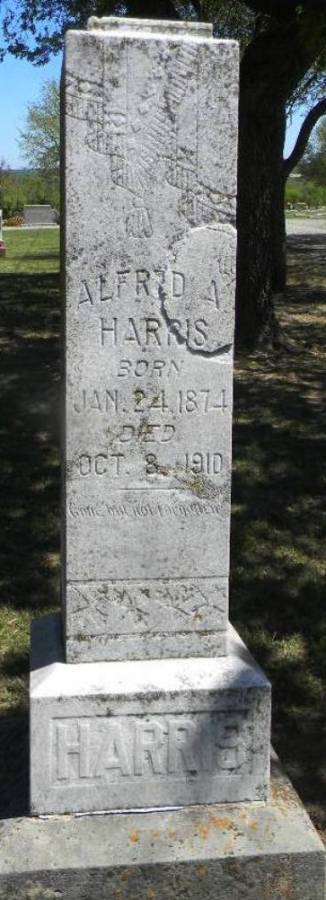 ALFRED A
HARRIS
BORN
JAN. 24, 1874
DIED
OCT. 8, 1910
Gone, but not forgotten
HARRIS